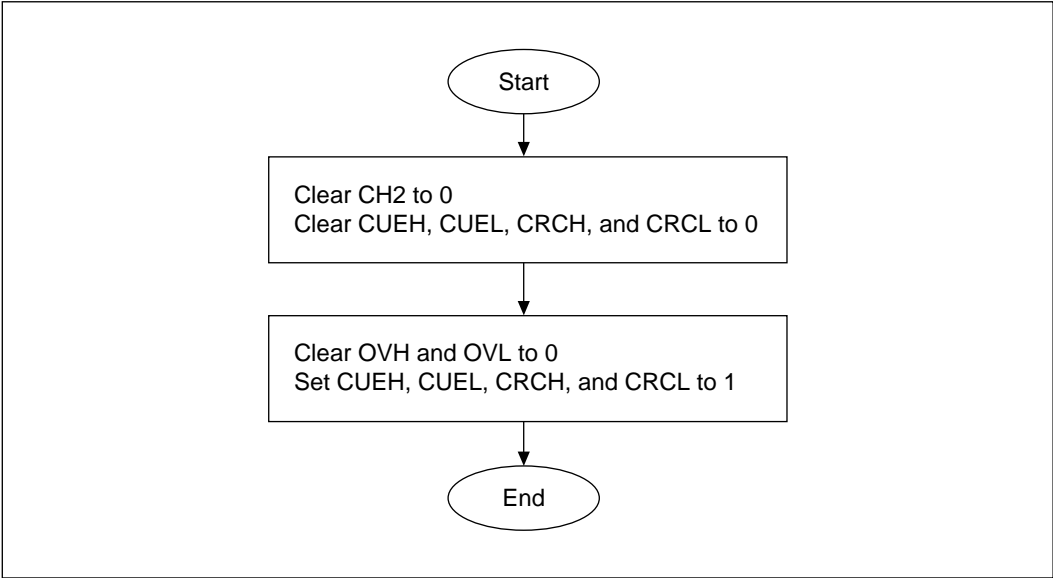 Start
Clear CH2 to 0
Clear CUEH, CUEL, CRCH, and CRCL to 0
Clear OVH and OVL to 0
Set CUEH, CUEL, CRCH, and CRCL to 1
End